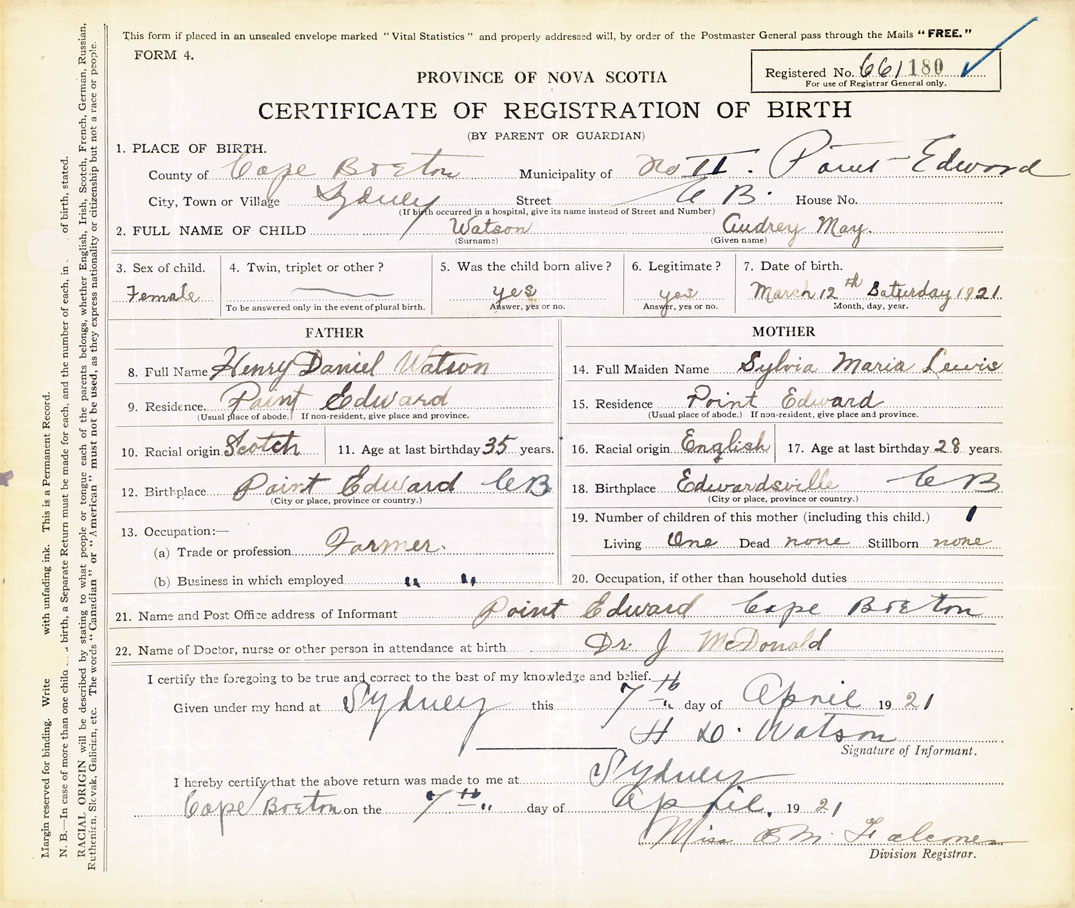 This form if placed in an unsealed envelope marked "Vital Statistics" and properly addressed will, by order of the Postmaster General pass through the Mails "FREE."
FORM 4.
Registered No. 661180
For use of Registrar General only.
PROVINCE OF NOVA SCOTIA
CERTIFICATE OF REGISTRATION OF BIRTH
(BY PARENT OR GUARDIAN)
1. PLACE OF BIRTH.
County of Cape Breton Municipality of No 11. Point Edward
City, Town or Village Sydney Street C B. House No.
(If birth occurred in a hospital, give its name instead of Street and Number)
2. FULL NAME OF CHILD Watson Audrey May.
(Surname) (Given name)
3. Sex of child. 4. Twin, triplet or other? 5. Was the child born alive? 6. Legitimate? 7. Date of birth.
Female yes yes March 12th Saturday 1921
To be answered only in the event of plural birth. Answer, yes or no. Answer, yes or no. Month, day, year.
FATHER
8. Full Name Henry Daniel Watson
9. Residence. Point Edward
(Usual place of abode.) If non-resident, give place and province.
10. Racial origin Scotch 11. Age at last birthday 35 years.
12. Birthplace Point Edward CB
(City or place, province or country.)
13. Occupation:—
(a) Trade or profession Farmer.
(b) Business in which employed " "
MOTHER
14. Full Maiden Name Sylvia Maria Lewis
15. Residence Point Edward
(Usual place of abode.) If non-resident, give place and province.
16. Racial origin English 17. Age at last birthday 28 years.
18. Birthplace Edwardsville CB
(City or place, province or country.)
19. Number of children of this mother (including this child.) 1
Living One Dead none Stillborn none
20. Occupation, if other than household duties
21. Name and Post Office address of Informant Point Edward Cape Breton
22. Name of Doctor, nurse or other person in attendance at birth Dr. J McDonald
I certify the foregoing to be true and correct to the best of my knowledge and belief.
Given under my hand at Sydney this 7th day of April 1921
H D. Watson
Signature of Informant.
I hereby certify that the above return was made to me at Sydney
Cape Breton on the 7th day of April, 1921
Miss
Division Registrar.
Margin reserved for binding. Write with unfading ink. This is a Permanent Record.
N. B.—In case of more than one child birth, a Separate Return must be made for each, and the number of each, in of birth, stated.
RACIAL ORIGIN will be described by stating to what people or tongue each of the parents belongs, whether English, Irish, Scotch, French, German, Russian,
Ruthenian, Slovak, Galician, etc. The words "Canadian" or "American" must not be used, as they express nationality or citizenship but not a race or people.